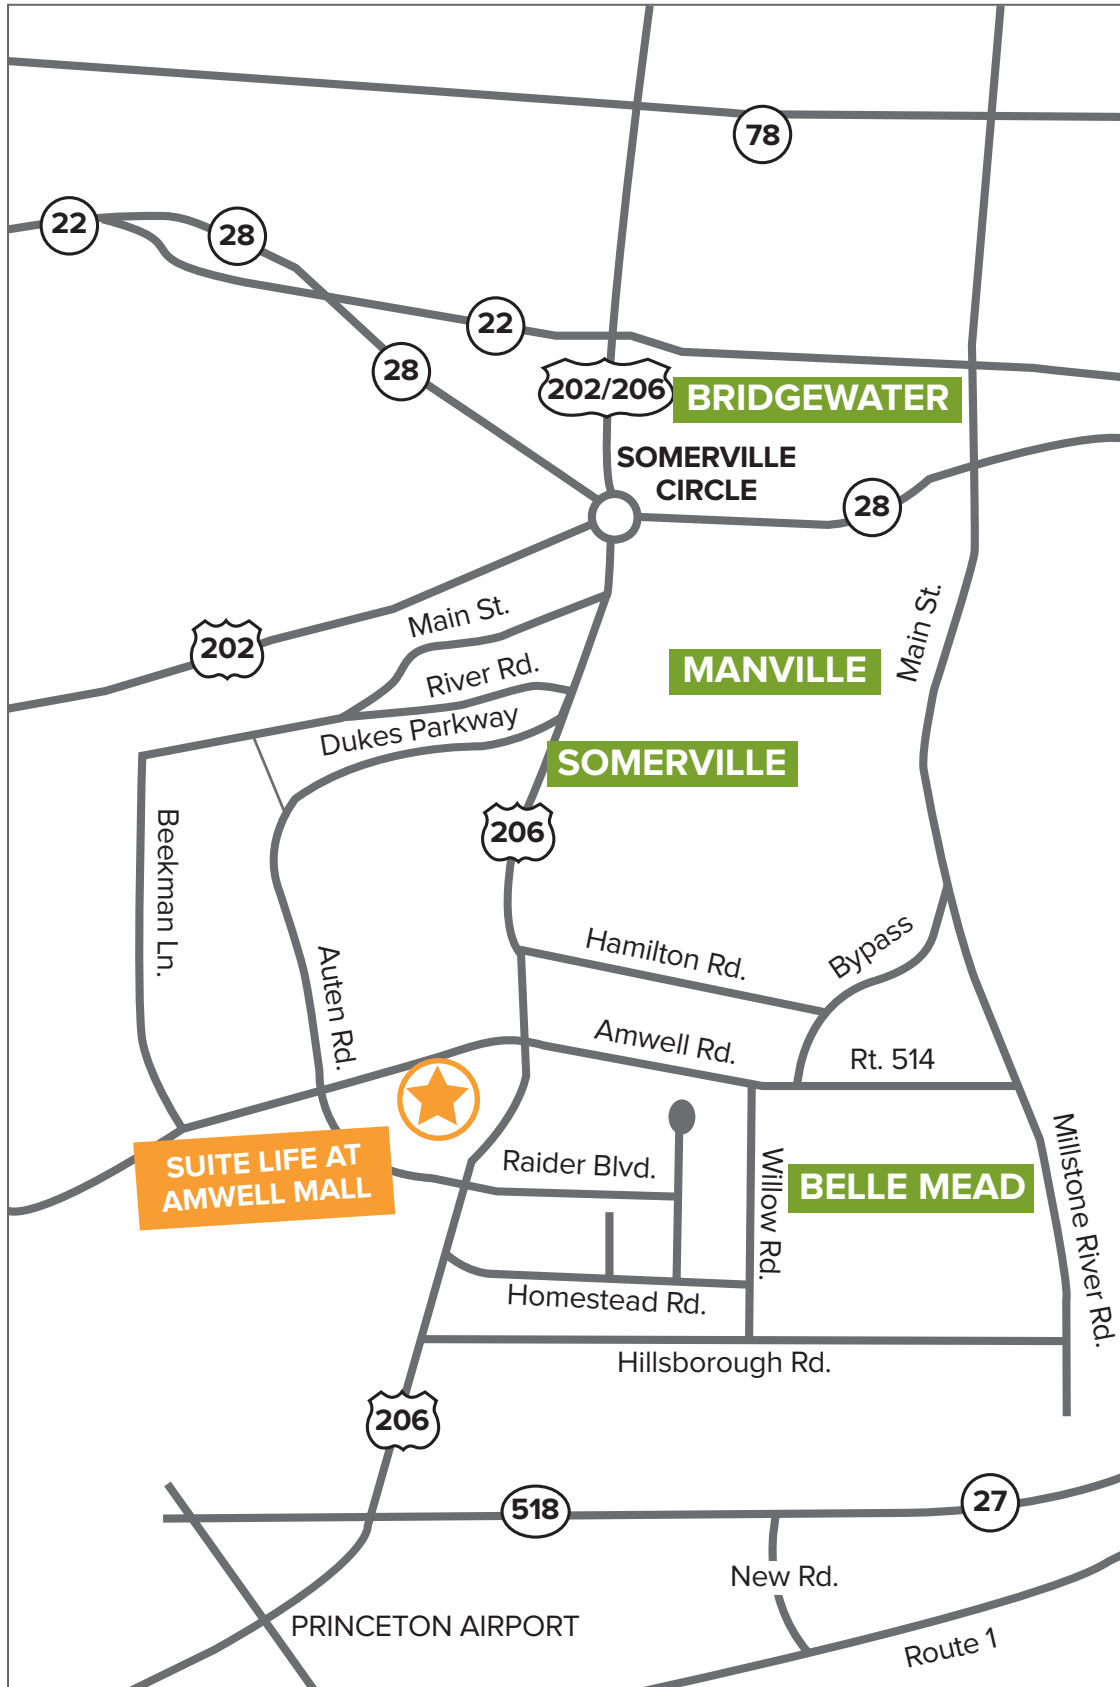 78
22
28
22
28
202/206
BRIDGEWATER
SOMERVILLE
CIRCLE
28
Main St.
Main St.
202
River Rd.
MANVILLE
Dukes Parkway
SOMERVILLE
206
Beekman Ln.
Auten Rd.
Hamilton Rd.
Bypass
Amwell Rd.
Rt. 514
SUITE LIFE AT
AMWELL MALL
Raider Blvd.
Willow Rd.
BELLE MEAD
Millstone River Rd.
Homestead Rd.
Hillsborough Rd.
206
518
27
New Rd.
PRINCETON AIRPORT
Route 1